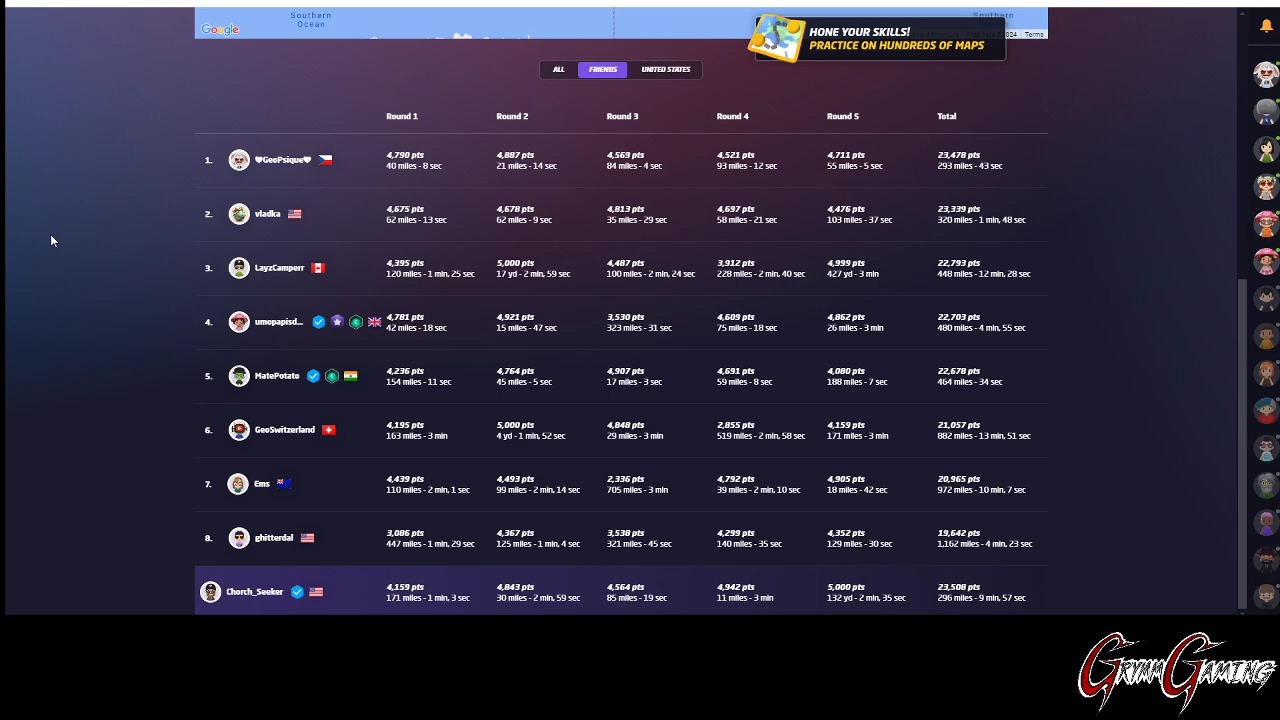 Southern
Ocean
Southern
Google
2024 Terms
HONE YOUR SKILLS!
PRACTICE ON HUNDREDS OF MAPS
ALL FRIENDS UNITED STATES
Round 1 Round 2 Round 3 Round 4 Round 5 Total
1. ♥GeoPsique♥ 4,790 pts 4,887 pts 4,569 pts 4,521 pts 4,711 pts 23,478 pts
40 miles - 8 sec 21 miles - 14 sec 84 miles - 4 sec 93 miles - 12 sec 55 miles - 5 sec 293 miles - 43 sec
2. vladka 4,675 pts 4,678 pts 4,813 pts 4,697 pts 4,476 pts 23,339 pts
62 miles - 13 sec 62 miles - 9 sec 35 miles - 29 sec 58 miles - 21 sec 103 miles - 37 sec 320 miles - 1 min, 48 sec
3. LayzCamperr 4,395 pts 5,000 pts 4,487 pts 3,912 pts 4,999 pts 22,793 pts
120 miles - 1 min, 25 sec 17 yd - 2 min, 59 sec 100 miles - 2 min, 24 sec 228 miles - 2 min, 40 sec 427 yd - 3 min 448 miles - 12 min, 28 sec
4. umopapisd... 4,781 pts 4,921 pts 3,530 pts 4,609 pts 4,862 pts 22,703 pts
42 miles - 18 sec 15 miles - 47 sec 323 miles - 31 sec 75 miles - 18 sec 26 miles - 3 min 480 miles - 4 min, 55 sec
5. MatePotato 4,236 pts 4,764 pts 4,907 pts 4,691 pts 4,080 pts 22,678 pts
154 miles - 11 sec 45 miles - 5 sec 17 miles - 3 sec 59 miles - 8 sec 188 miles - 7 sec 464 miles - 34 sec
6. GeoSwitzerland 4,195 pts 5,000 pts 4,848 pts 2,855 pts 4,159 pts 21,057 pts
163 miles - 3 min 4 yd - 1 min, 52 sec 29 miles - 3 min 519 miles - 2 min, 58 sec 171 miles - 3 min 882 miles - 13 min, 51 sec
7. Ems 4,439 pts 4,493 pts 2,336 pts 4,792 pts 4,905 pts 20,965 pts
110 miles - 2 min, 1 sec 99 miles - 2 min, 14 sec 705 miles - 3 min 39 miles - 2 min, 10 sec 18 miles - 42 sec 972 miles - 10 min, 7 sec
8. ghitterdal 3,086 pts 4,367 pts 3,538 pts 4,299 pts 4,352 pts 19,642 pts
447 miles - 1 min, 29 sec 125 miles - 1 min, 4 sec 321 miles - 45 sec 140 miles - 35 sec 129 miles - 30 sec 1,162 miles - 4 min, 23 sec
Chorch_Seeker 4,159 pts 4,843 pts 4,564 pts 4,942 pts 5,000 pts 23,508 pts
171 miles - 1 min, 3 sec 30 miles - 2 min, 59 sec 85 miles - 19 sec 11 miles - 3 min 132 yd - 2 min, 35 sec 296 miles - 9 min, 57 sec
GrimmGaming